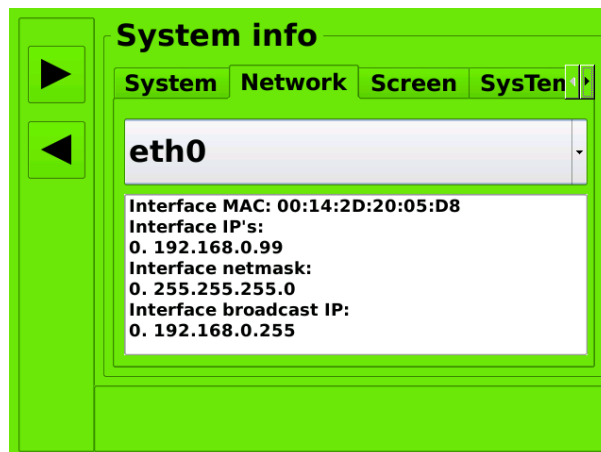 System info
System Network Screen SysTem
eth0
Interface MAC: 00:14:2D:20:05:D8
Interface IP's:
0. 192.168.0.99
Interface netmask:
0. 255.255.255.0
Interface broadcast IP:
0. 192.168.0.255